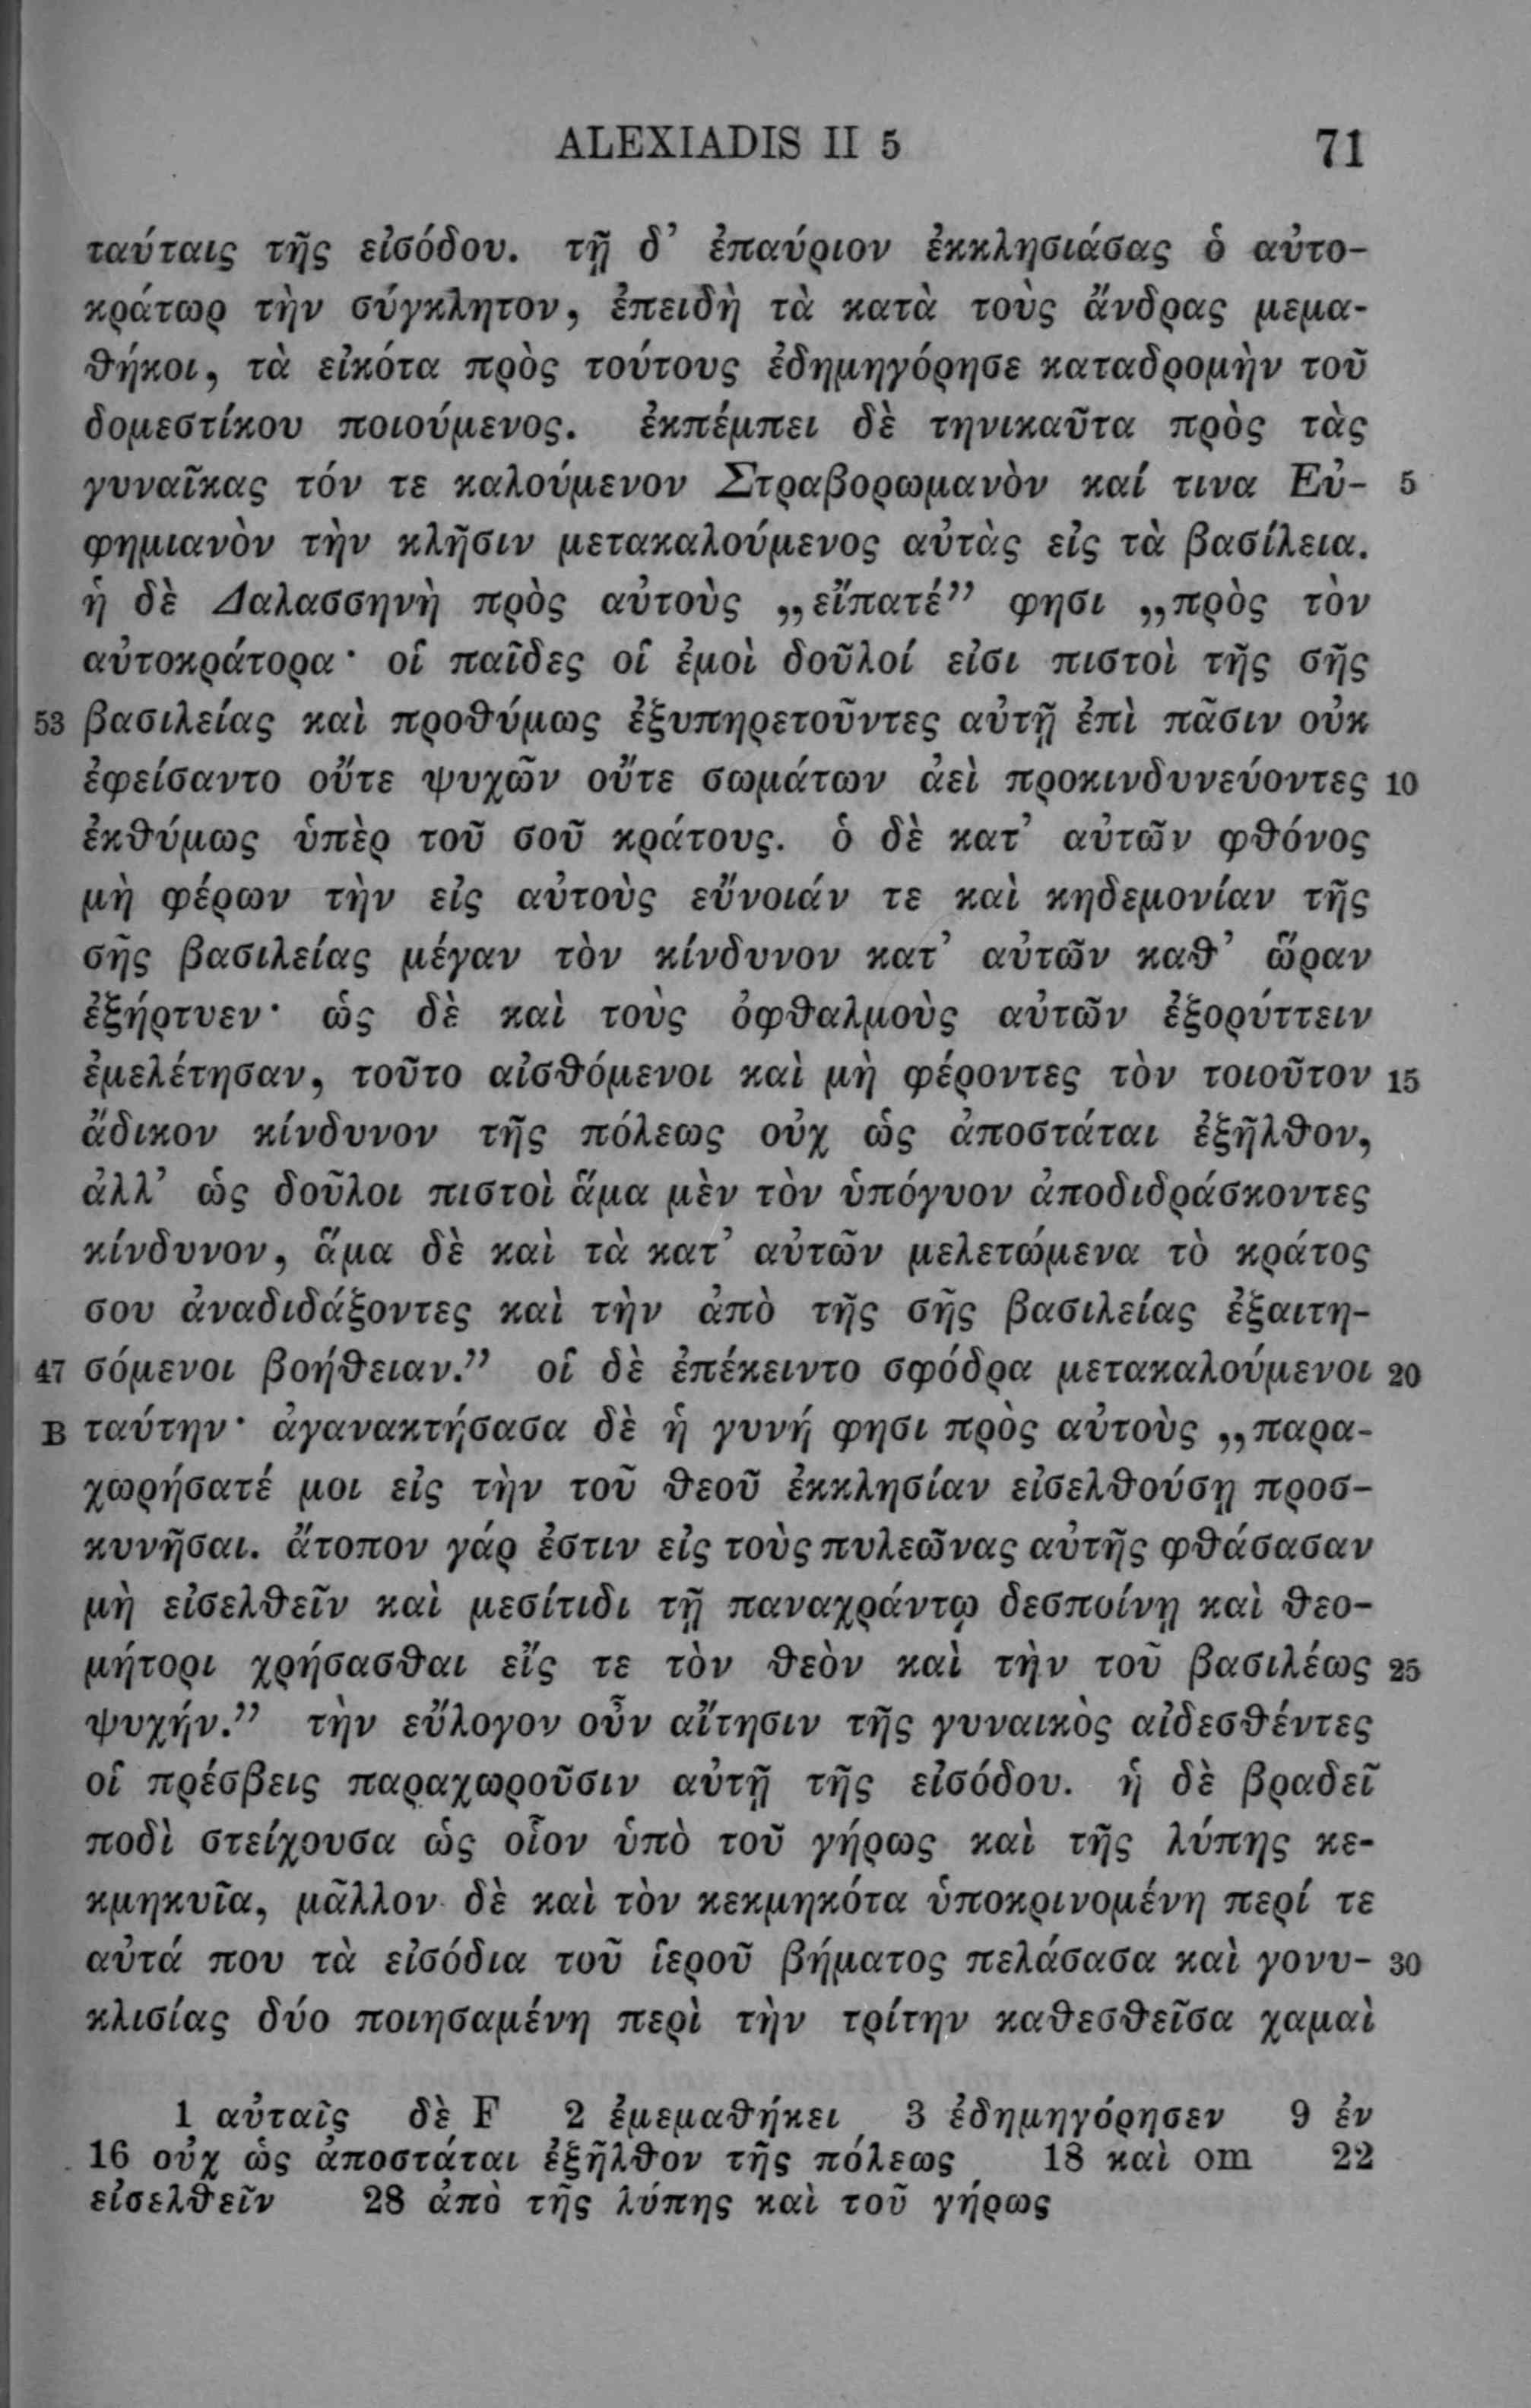 ALEXIADIS II 5 71
ταύταις τῆς εἰσόδου. τῇ δ’ ἐπαύριον ἐκκλησιάσας ὁ αὐτο-
κράτωρ τὴν σύγκλητον, ἐπειδὴ τὰ κατὰ τοὺς ἄνδρας μεμα-
θήκοι, τὰ εἰκότα πρὸς τούτους ἐδημηγόρησε καταδρομὴν τοῦ
δομεστίκου ποιούμενος. ἐκπέμπει δὲ τηνικαῦτα πρὸς τὰς
γυναῖκας τόν τε καλούμενον Στραβορωμανὸν καί τινα Εὐ- 5
φημιανὸν τὴν κλῆσιν μετακαλούμενος αὐτὰς εἰς τὰ βασίλεια.
ἡ δὲ Δαλασσηνὴ πρὸς αὐτοὺς „εἴπατέ” φησι „πρὸς τὸν
αὐτοκράτορα· οἱ παῖδες οἱ ἐμοὶ δοῦλοί εἰσι πιστοὶ τῆς σῆς
53 βασιλείας καὶ προθύμως ἐξυπηρετοῦντες αὐτῇ ἐπὶ πᾶσιν οὐκ
ἐφείσαντο οὔτε ψυχῶν οὔτε σωμάτων ἀεὶ προκινδυνεύοντες 10
ἐκθύμως ὑπὲρ τοῦ σοῦ κράτους. ὁ δὲ κατ’ αὐτῶν φθόνος
μὴ φέρων τὴν εἰς αὐτοὺς εὔνοιάν τε καὶ κηδεμονίαν τῆς
σῆς βασιλείας μέγαν τὸν κίνδυνον κατ’ αὐτῶν καθ’ ὥραν
ἐξήρτυεν· ὡς δὲ καὶ τοὺς ὀφθαλμοὺς αὐτῶν ἐξορύττειν
ἐμελέτησαν, τοῦτο αἰσθόμενοι καὶ μὴ φέροντες τὸν τοιοῦτον 15
ἄδικον κίνδυνον τῆς πόλεως οὐχ ὡς ἀποστάται ἐξῆλθον,
ἀλλ’ ὡς δοῦλοι πιστοὶ ἅμα μὲν τὸν ὑπόγυον ἀποδιδράσκοντες
κίνδυνον, ἅμα δὲ καὶ τὰ κατ’ αὐτῶν μελετώμενα τὸ κράτος
σου ἀναδιδάξοντες καὶ τὴν ἀπὸ τῆς σῆς βασιλείας ἐξαιτη-
47 σόμενοι βοήθειαν.” οἱ δὲ ἐπέκειντο σφόδρα μετακαλούμενοι 20
B ταύτην· ἀγανακτήσασα δὲ ἡ γυνή φησι πρὸς αὐτοὺς „παρα-
χωρήσατέ μοι εἰς τὴν τοῦ θεοῦ ἐκκλησίαν εἰσελθούσῃ προσ-
κυνῆσαι. ἄτοπον γάρ ἐστιν εἰς τοὺς πυλεῶνας αὐτῆς φθάσασαν
μὴ εἰσελθεῖν καὶ μεσίτιδι τῇ παναχράντῳ δεσποίνῃ καὶ θεο-
μήτορι χρήσασθαι εἴς τε τὸν θεὸν καὶ τὴν τοῦ βασιλέως 25
ψυχήν.” τὴν εὔλογον οὖν αἴτησιν τῆς γυναικὸς αἰδεσθέντες
οἱ πρέσβεις παραχωροῦσιν αὐτῇ τῆς εἰσόδου. ἡ δὲ βραδεῖ
ποδὶ στείχουσα ὡς οἷον ὑπὸ τοῦ γήρως καὶ τῆς λύπης κε-
κμηκυῖα, μᾶλλον δὲ καὶ τὸν κεκμηκότα ὑποκρινομένη περί τε
αὐτά που τὰ εἰσόδια τοῦ ἱεροῦ βήματος πελάσασα καὶ γονυ- 30
κλισίας δύο ποιησαμένη περὶ τὴν τρίτην καθεσθεῖσα χαμαὶ
1 αὐταῖς δὲ F 2 ἐμεμαθήκει 3 ἐδημηγόρησεν 9 ἐν
16 οὐχ ὡς ἀποστάται ἐξῆλθον τῆς πόλεως 18 καὶ om 22
εἰσελθεῖν 28 ἀπὸ τῆς λύπης καὶ τοῦ γήρως